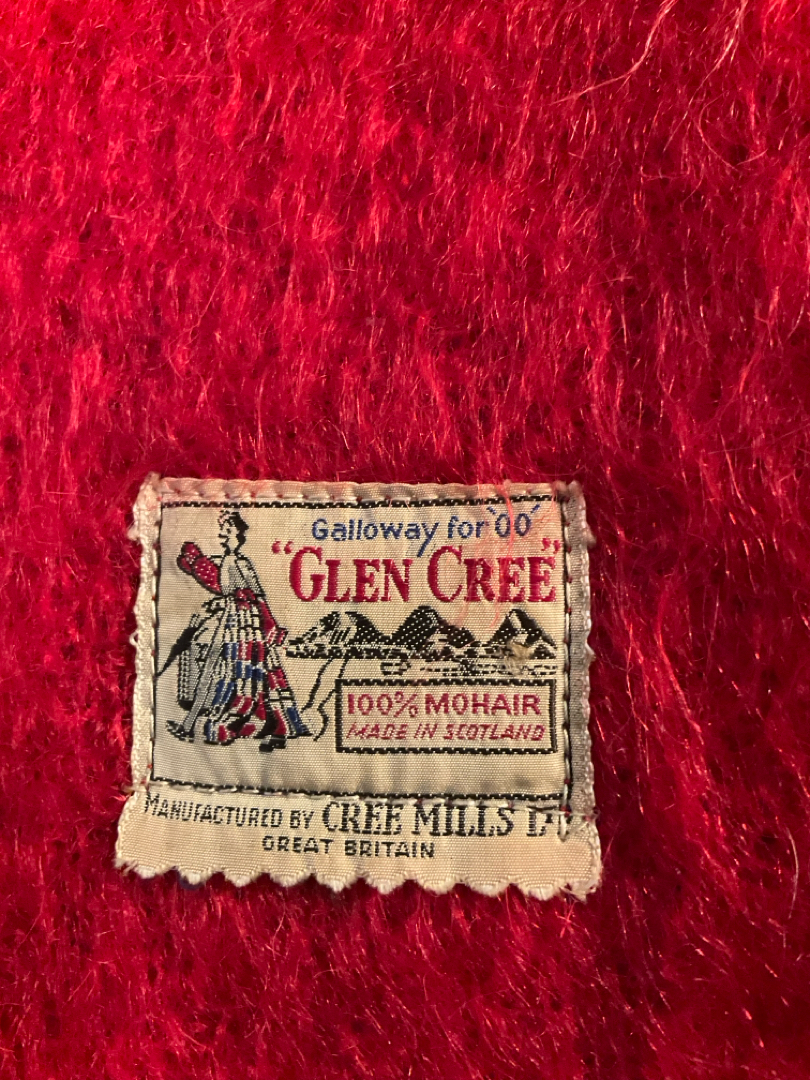 Galloway for 'OO'
"GLEN CREE"
100% MOHAIR
MADE IN SCOTLAND
MANUFACTURED BY CREE MILLS
GREAT BRITAIN